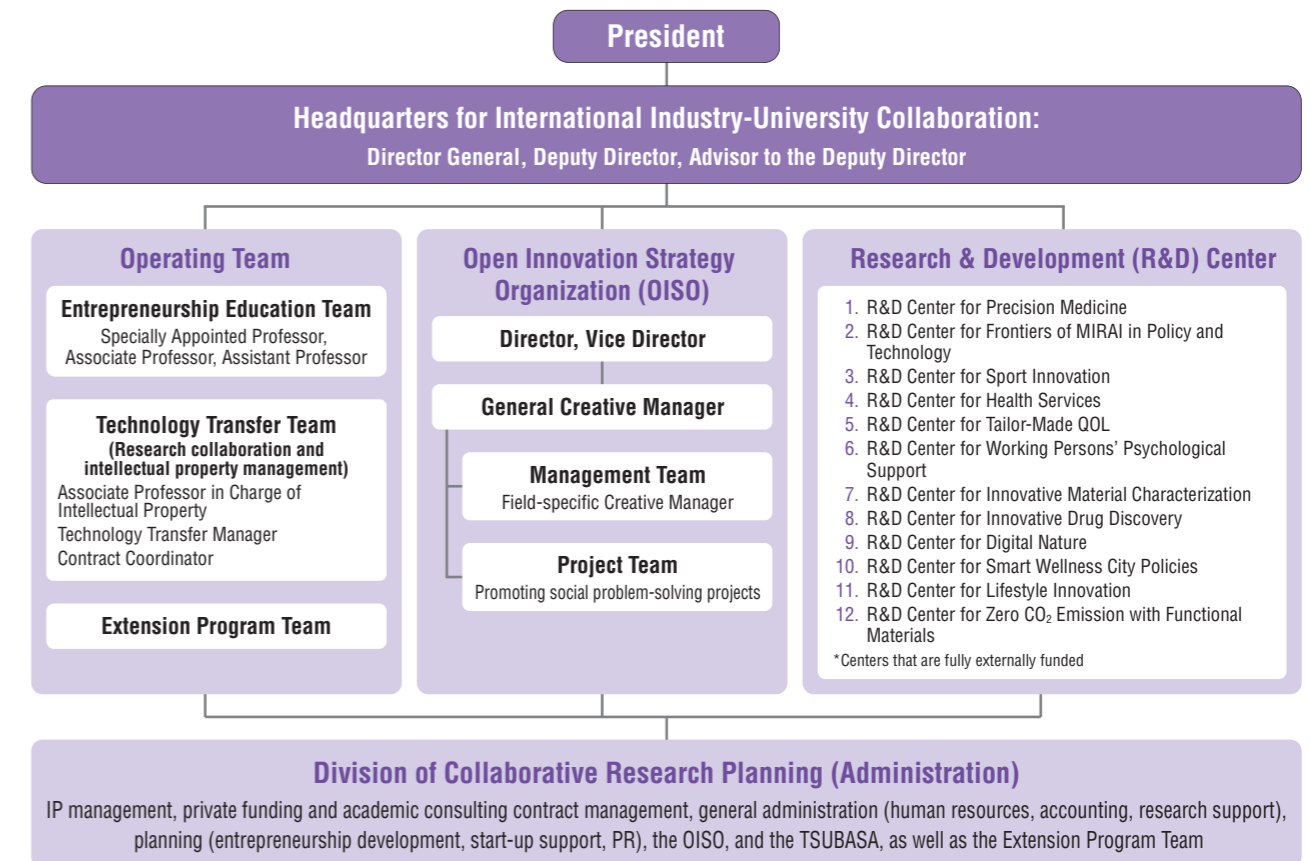 President
Headquarters for International Industry-University Collaboration:
Director General, Deputy Director, Advisor to the Deputy Director
Operating Team
Entrepreneurship Education Team
Specially Appointed Professor,
Associate Professor, Assistant Professor
Technology Transfer Team
(Research collaboration and
intellectual property management)
Associate Professor in Charge of
Intellectual Property
Technology Transfer Manager
Contract Coordinator
Extension Program Team
Open Innovation Strategy
Organization (OISO)
Director, Vice Director
General Creative Manager
Management Team
Field-specific Creative Manager
Project Team
Promoting social problem-solving projects
Research & Development (R&D) Center
1. R&D Center for Precision Medicine
2. R&D Center for Frontiers of MIRAI in Policy and
Technology
3. R&D Center for Sport Innovation
4. R&D Center for Health Services
5. R&D Center for Tailor-Made QOL
6. R&D Center for Working Persons’ Psychological
Support
7. R&D Center for Innovative Material Characterization
8. R&D Center for Innovative Drug Discovery
9. R&D Center for Digital Nature
10. R&D Center for Smart Wellness City Policies
11. R&D Center for Lifestyle Innovation
12. R&D Center for Zero CO₂ Emission with Functional
Materials
*Centers that are fully externally funded
Division of Collaborative Research Planning (Administration)
IP management, private funding and academic consulting contract management, general administration (human resources, accounting, research support),
planning (entrepreneurship development, start-up support, PR), the OISO, and the TSUBASA, as well as the Extension Program Team